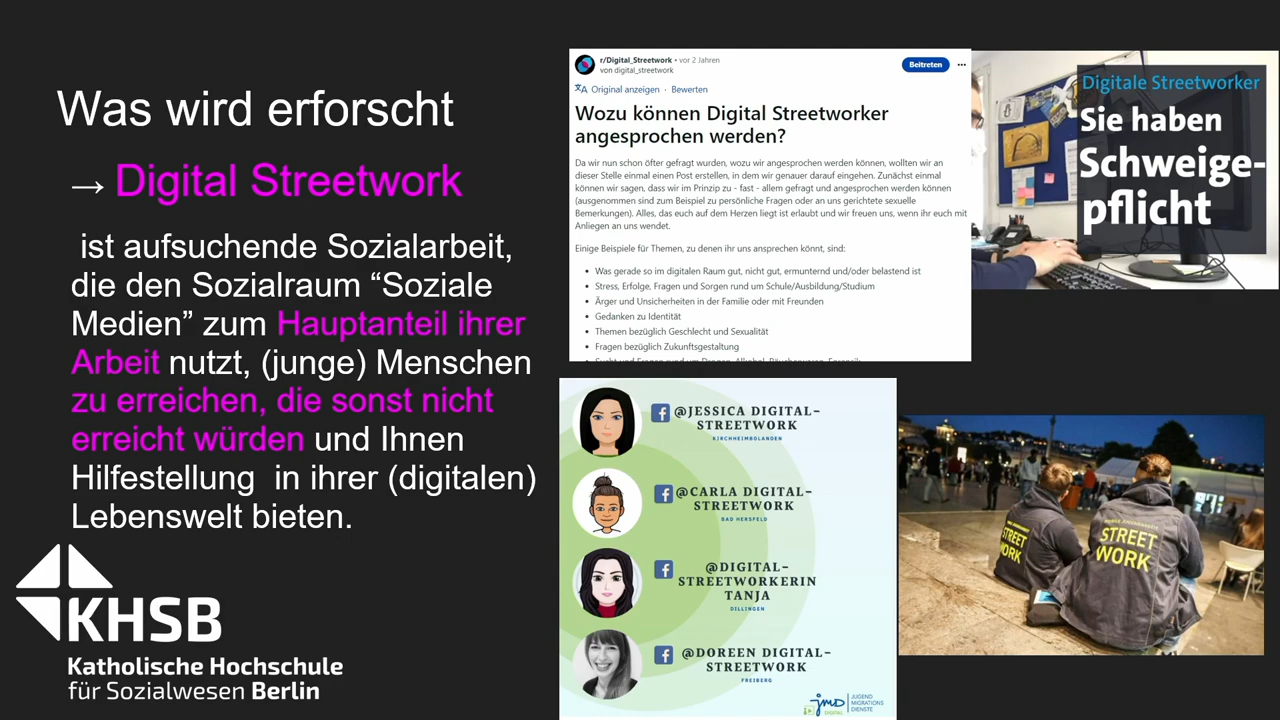 Was wird erforscht
→ Digital Streetwork
ist aufsuchende Sozialarbeit,
die den Sozialraum “Soziale
Medien” zum Hauptanteil ihrer
Arbeit nutzt, (junge) Menschen
zu erreichen, die sonst nicht
erreicht würden und Ihnen
Hilfestellung in ihrer (digitalen)
Lebenswelt bieten.
KHSB
Katholische Hochschule
für Sozialwesen Berlin
r/Digital_Streetwork • vor 2 Jahren
von digital_streetwork
Beitreten
Original anzeigen · Bewerten
Wozu können Digital Streetworker
angesprochen werden?
Da wir nun schon öfter gefragt wurden, wozu wir angesprochen werden können, wollten wir an
dieser Stelle einmal einen Post erstellen, in dem wir genauer darauf eingehen. Zunächst einmal
können wir sagen, dass wir im Prinzip zu - fast - allem gefragt und angesprochen werden können
(ausgenommen sind zum Beispiel zu persönliche Fragen oder an uns gerichtete sexuelle
Bemerkungen). Alles, das euch auf dem Herzen liegt ist erlaubt und wir freuen uns, wenn ihr euch mit
Anliegen an uns wendet.
Einige Beispiele für Themen, zu denen ihr uns ansprechen könnt, sind:
• Was gerade so im digitalen Raum gut, nicht gut, ermunternd und/oder belastend ist
• Stress, Erfolge, Fragen und Sorgen rund um Schule/Ausbildung/Studium
• Ärger und Unsicherheiten in der Familie oder mit Freunden
• Gedanken zu Identität
• Themen bezüglich Geschlecht und Sexualität
• Fragen bezüglich Zukunftsgestaltung
Digitale Streetworker
Sie haben
Schweige-
pflicht
@JESSICA DIGITAL-
STREETWORK
KIRCHHEIMBOLANDEN
@CARLA DIGITAL-
STREETWORK
BAD HERSFELD
@DIGITAL-
STREETWORKERIN
TANJA
DILLINGEN
@DOREEN DIGITAL-
STREETWORK
FREIBERG
jmD
DIGITAL
JUGEND
MIGRATIONS
DIENSTE
STREET
WORK
STREET
WORK